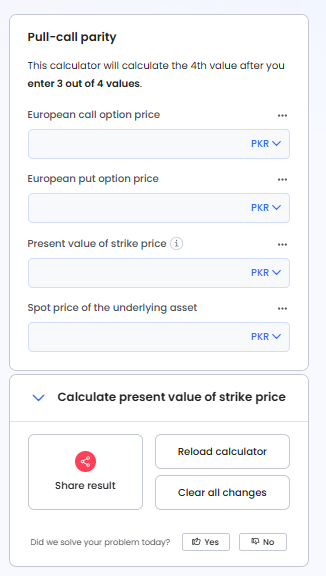 Pull-call parity
This calculator will calculate the 4th value after you
enter 3 out of 4 values.
European call option price ...
PKR
European put option price ...
PKR
Present value of strike price i ...
PKR
Spot price of the underlying asset ...
PKR
Calculate present value of strike price
Share result
Reload calculator
Clear all changes
Did we solve your problem today? Yes No